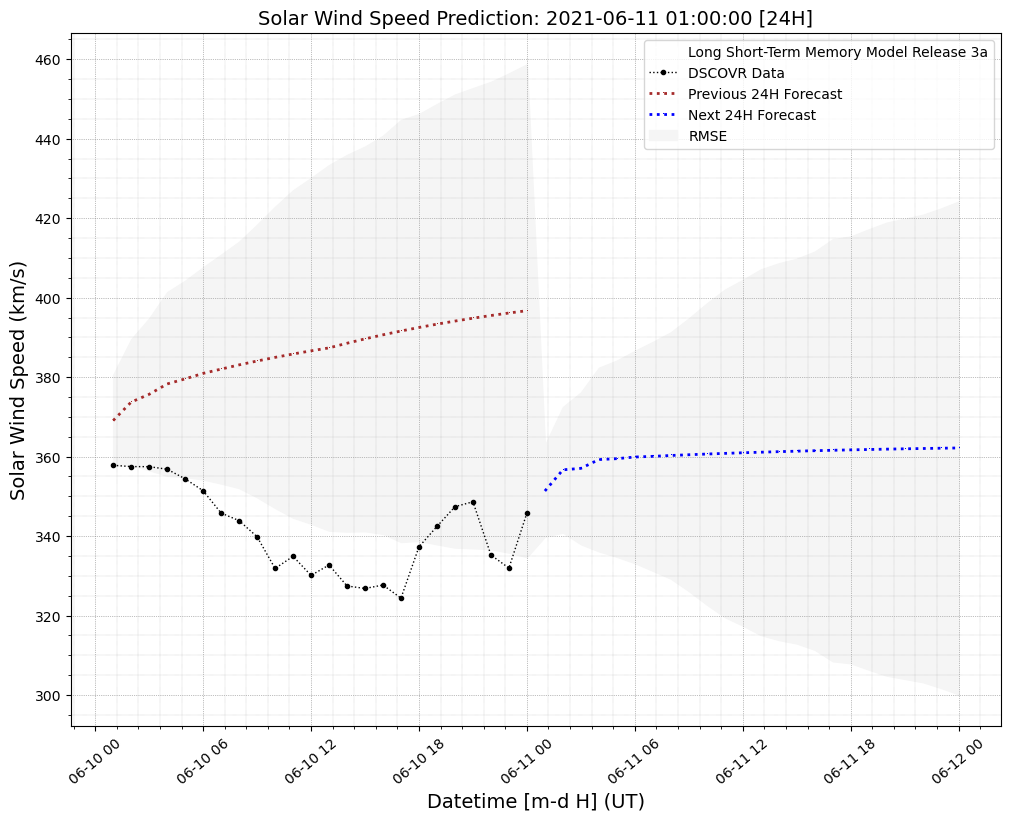 Solar Wind Speed Prediction: 2021-06-11 01:00:00 [24H]
Long Short-Term Memory Model Release 3a
DSCOVR Data
Previous 24H Forecast
Next 24H Forecast
RMSE
Solar Wind Speed (km/s)
460
440
420
400
380
360
340
320
300
06-10 00
06-10 06
06-10 12
06-10 18
06-11 00
06-11 06
06-11 12
06-11 18
06-12 00
Datetime [m-d H] (UT)